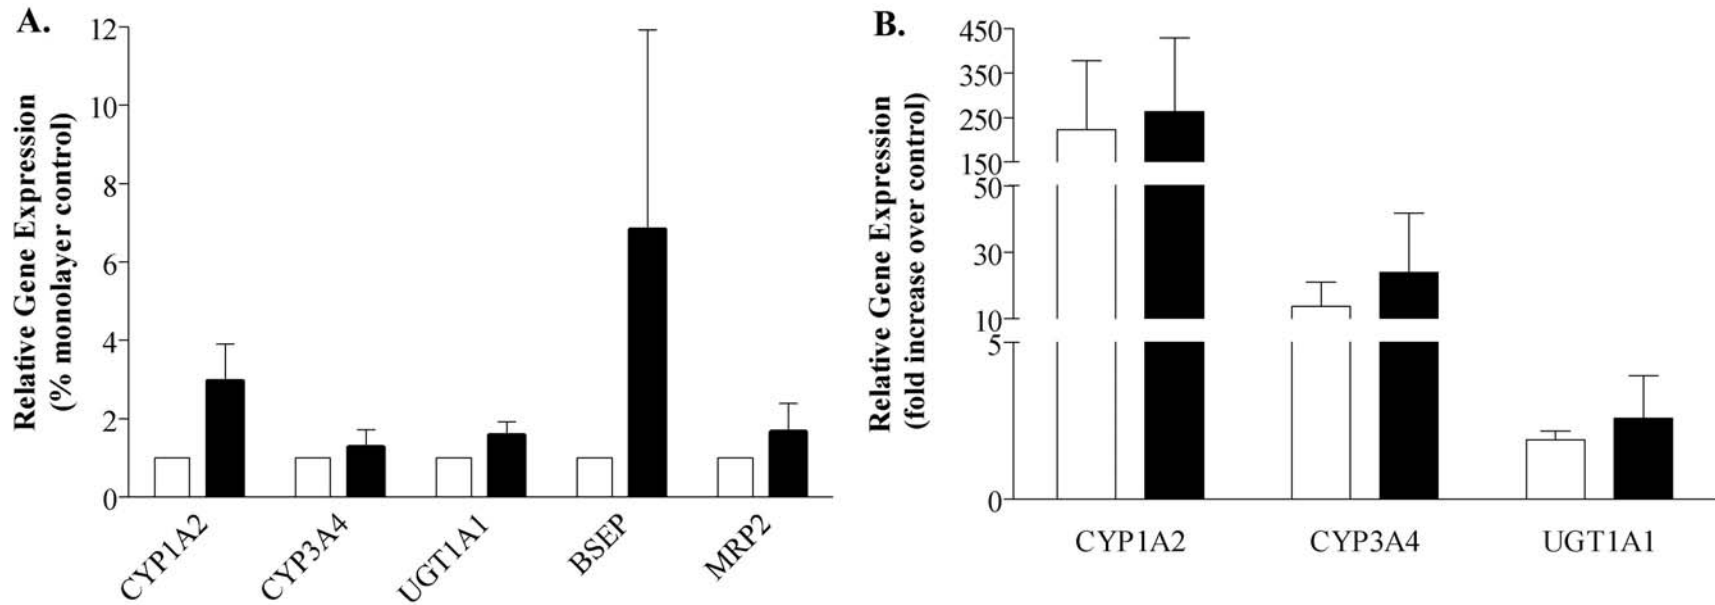 A.
Relative Gene Expression
(% monolayer control)
12
10
8
6
4
2
0
CYP1A2
CYP3A4
UGT1A1
BSEP
MRP2
B.
Relative Gene Expression
(fold increase over control)
450
350
250
150
50
30
10
5
0
CYP1A2
CYP3A4
UGT1A1